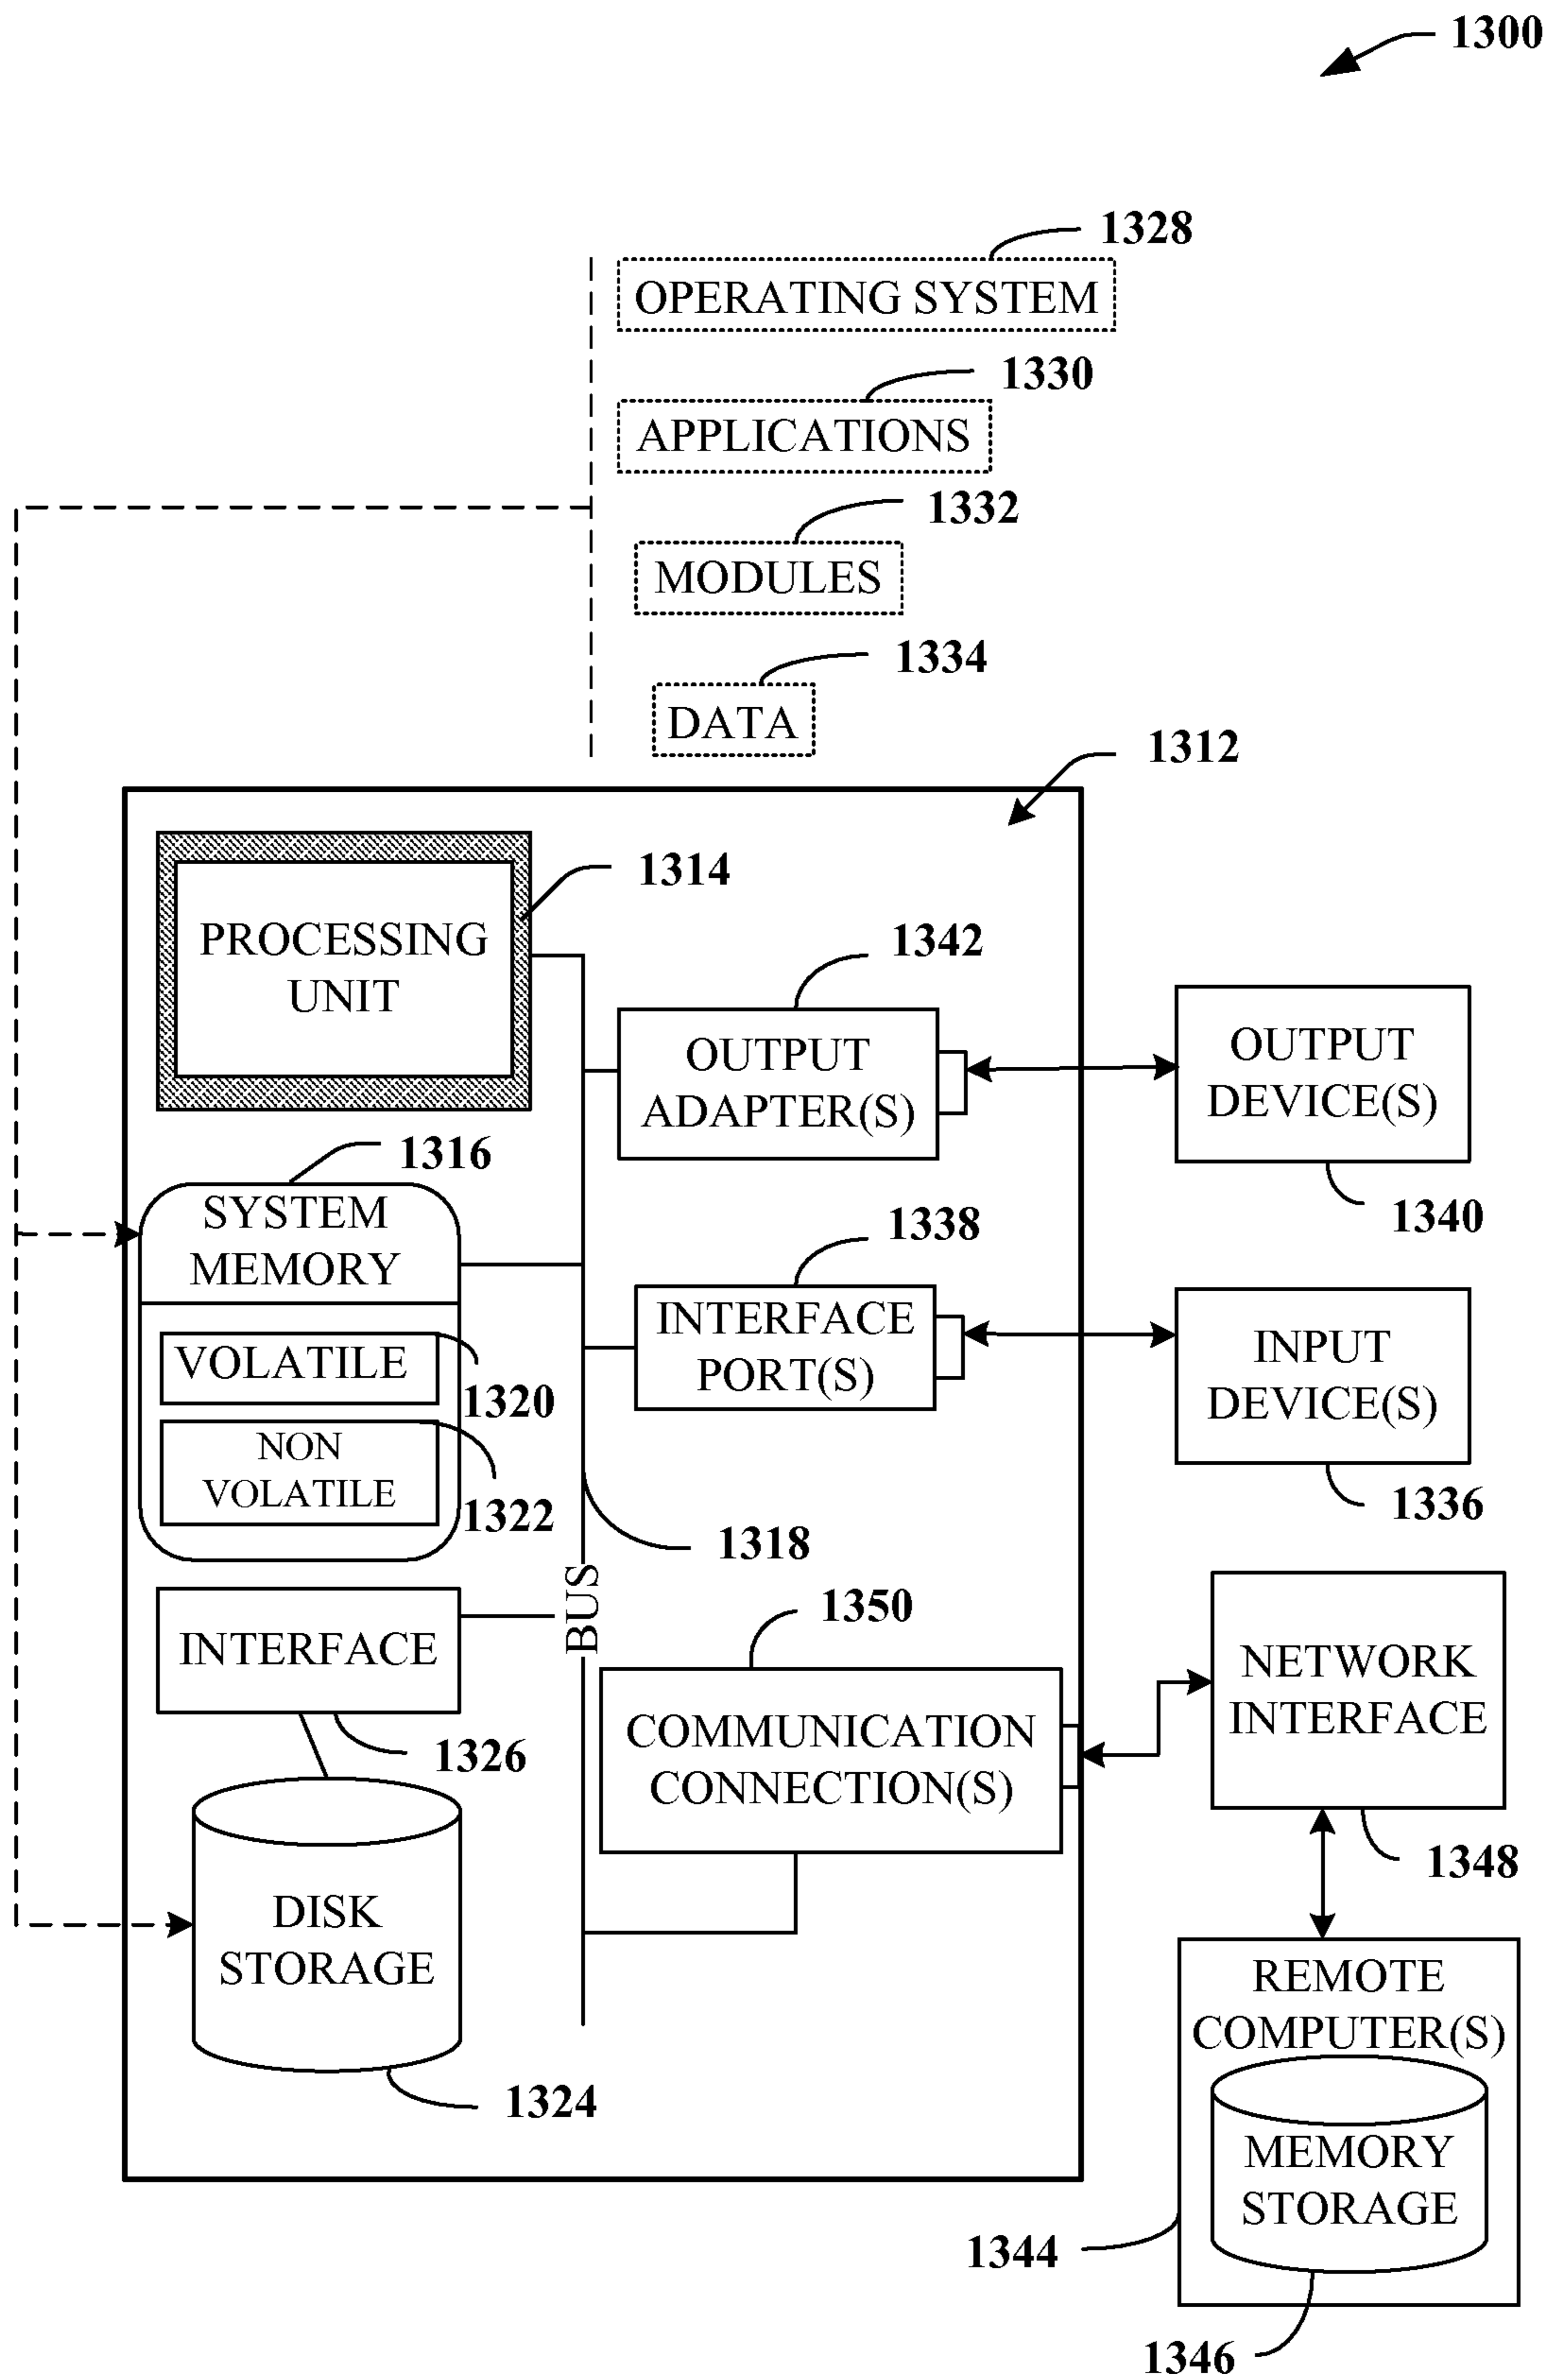 1300
1328
OPERATING SYSTEM
1330
APPLICATIONS
1332
MODULES
1334
DATA
1312
1314
PROCESSING
UNIT
1342
OUTPUT
ADAPTER(S)
OUTPUT
DEVICE(S)
1340
1316
SYSTEM
MEMORY
1338
INTERFACE
PORT(S)
INPUT
DEVICE(S)
1336
VOLATILE
1320
NON
VOLATILE
1322
1318
BUS
1350
INTERFACE
1326
COMMUNICATION
CONNECTION(S)
NETWORK
INTERFACE
1348
DISK
STORAGE
1324
REMOTE
COMPUTER(S)
MEMORY
STORAGE
1344
1346